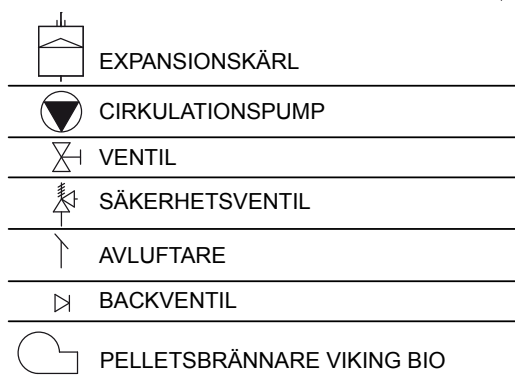 EXPANSIONSKÄRL
CIRKULATIONSPUMP
VENTIL
SÄKERHETSVENTIL
AVLUFTARE
BACKVENTIL
PELLETSBRÄNNARE VIKING BIO